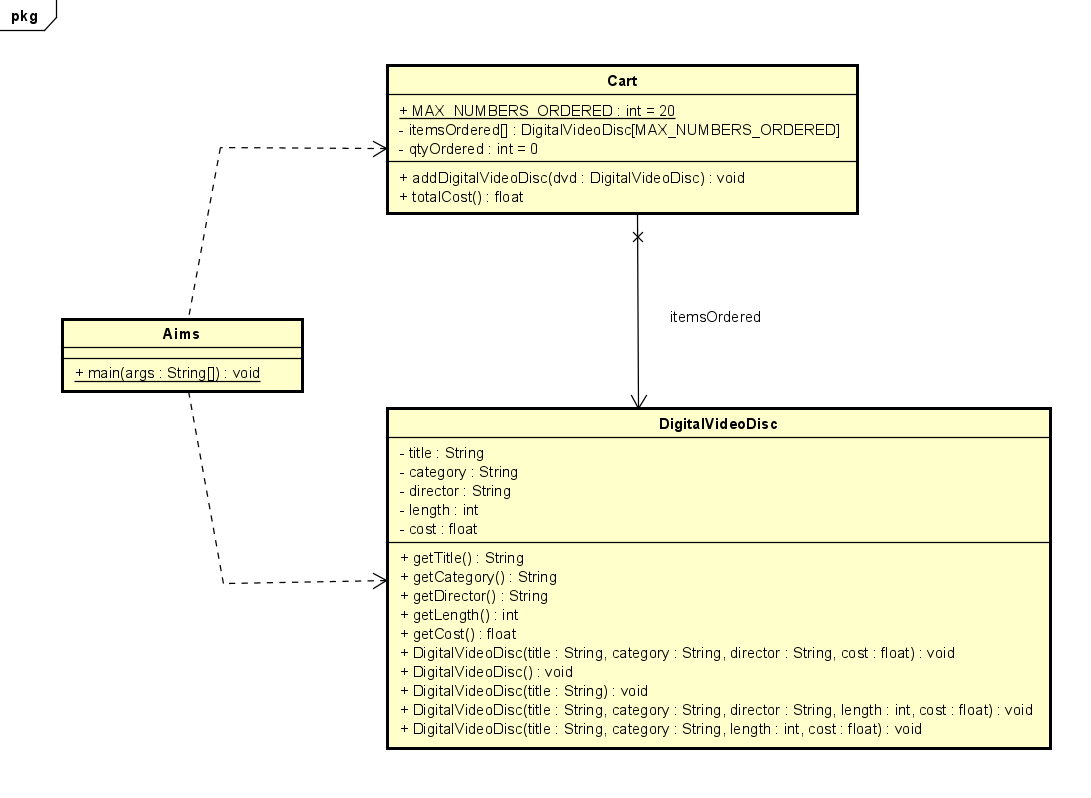 pkg
Cart
+ MAX_NUMBERS_ORDERED : int = 20
- itemsOrdered[] : DigitalVideoDisc[MAX_NUMBERS_ORDERED]
- qtyOrdered : int = 0
+ addDigitalVideoDisc(dvd : DigitalVideoDisc) : void
+ totalCost() : float
itemsOrdered
Aims
+ main(args : String[]) : void
DigitalVideoDisc
- title : String
- category : String
- director : String
- length : int
- cost : float
+ getTitle() : String
+ getCategory() : String
+ getDirector() : String
+ getLength() : int
+ getCost() : float
+ DigitalVideoDisc(title : String, category : String, director : String, cost : float) : void
+ DigitalVideoDisc() : void
+ DigitalVideoDisc(title : String) : void
+ DigitalVideoDisc(title : String, category : String, director : String, length : int, cost : float) : void
+ DigitalVideoDisc(title : String, category : String, length : int, cost : float) : void